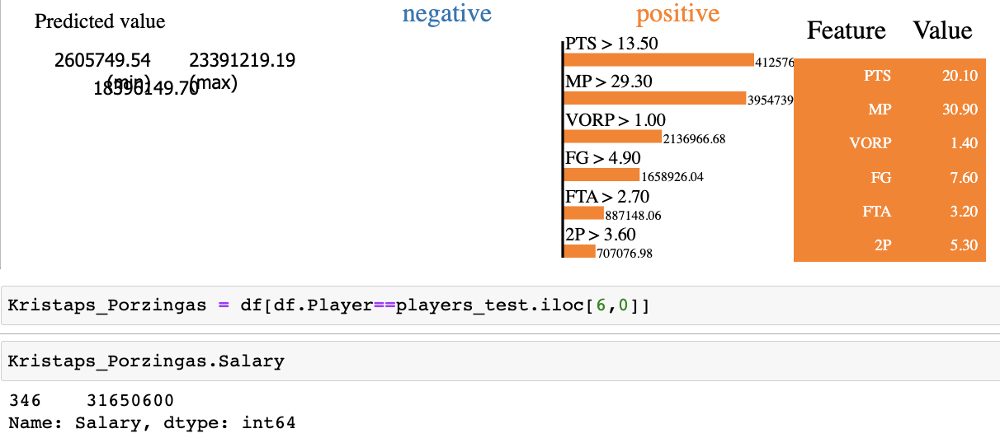 negative positive
Predicted value
Feature Value
2605749.54 23391219.19
(min) (max)
18396149.70
PTS > 13.50
412576
MP > 29.30
3954739
VORP > 1.00
2136966.68
FG > 4.90
1658926.04
FTA > 2.70
887148.06
2P > 3.60
707076.98
PTS 20.10
MP 30.90
VORP 1.40
FG 7.60
FTA 3.20
2P 5.30
Kristaps_Porzingas = df[df.Player==players_test.iloc[6,0]]
Kristaps_Porzingas.Salary
346 31650600
Name: Salary, dtype: int64